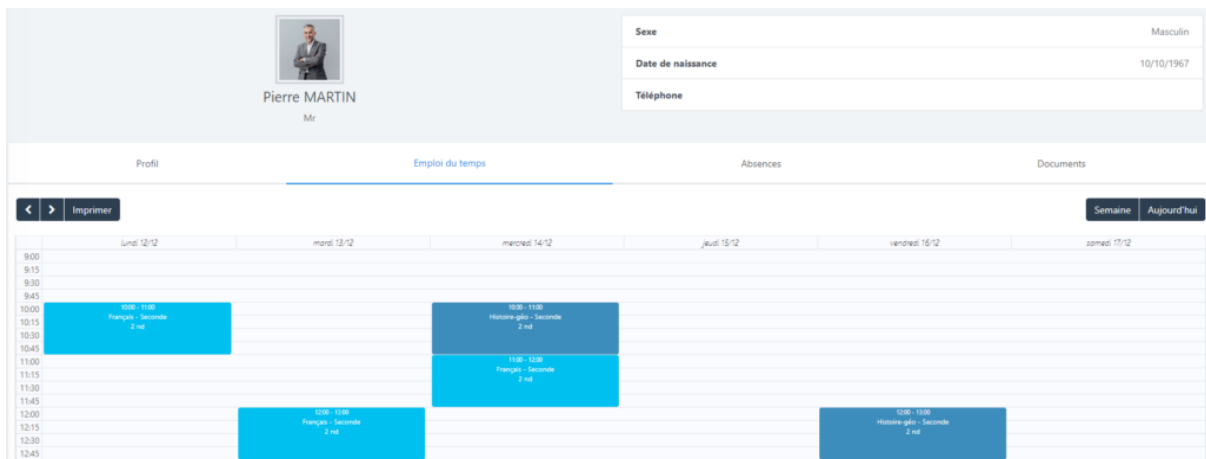 Sexe Masculin
Date de naissance 10/10/1967
Téléphone
Pierre MARTIN
Mr
Profil Emploi du temps Absences Documents
Imprimer Semaine Aujourd'hui
lundi 12/12 mardi 13/12 mercredi 14/12 jeudi 15/12 vendredi 16/12 samedi 17/12
9:00
9:15
9:30
9:45
10:00 10:00 - 11:00 10:00 - 11:00
10:15 Français - Seconde Histoire-géo - Seconde
2 nd 2 nd
10:30
10:45
11:00 11:00 - 12:00
11:15 Français - Seconde
2 nd
11:30
11:45
12:00 12:00 - 13:00 12:00 - 13:00
12:15 Français - Seconde Histoire-géo - Seconde
2 nd 2 nd
12:30
12:45